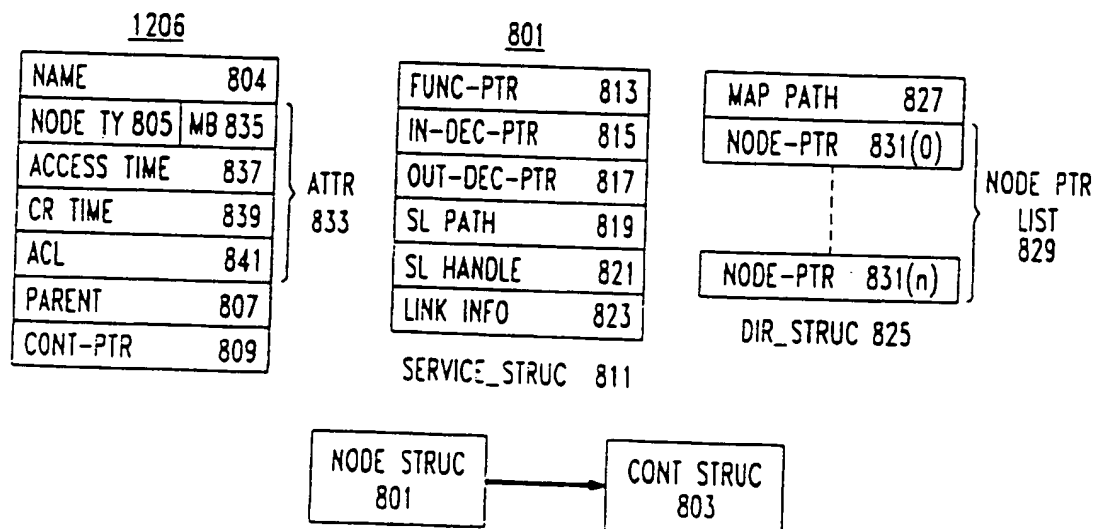 1206
NAME 804
NODE TY 805 MB 835
ACCESS TIME 837
CR TIME 839
ACL 841
PARENT 807
CONT-PTR 809
ATTR
833
801
FUNC-PTR 813
IN-DEC-PTR 815
OUT-DEC-PTR 817
SL PATH 819
SL HANDLE 821
LINK INFO 823
SERVICE_STRUC 811
MAP PATH 827
NODE-PTR 831(0)
NODE-PTR 831(n)
NODE PTR
LIST
829
DIR_STRUC 825
NODE STRUC
801
CONT STRUC
803